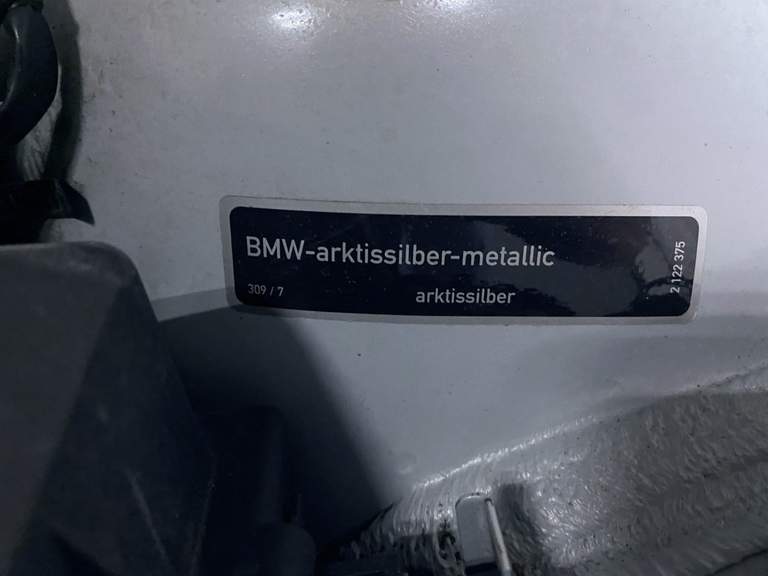 BMW-arktissilber-metallic
309 / 7
arktissilber
2 122 375